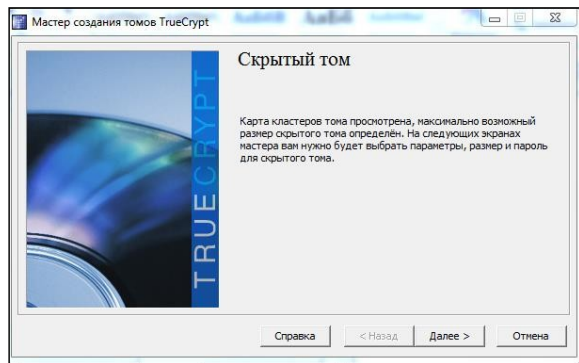 Мастер создания томов TrueCrypt
Скрытый том
Карта кластеров тома просмотрена, максимально возможный
размер скрытого тома определён. На следующих экранах
мастера вам нужно будет выбрать параметры, размер и пароль
для скрытого тома.
TRUECRYPT
Справка
< Назад
Далее >
Отмена